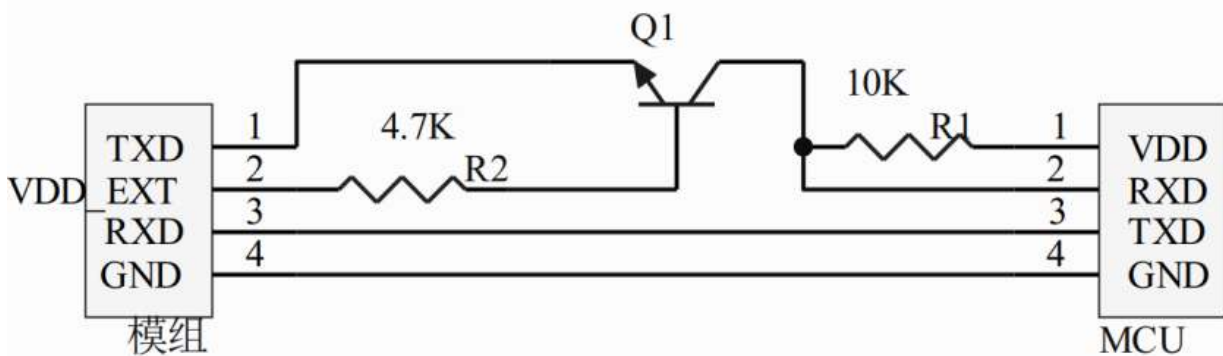 Q1
10K
4.7K
R1
R2
TXD 1
VDD_EXT 2
RXD 3
GND 4
模组
1 VDD
2 RXD
3 TXD
4 GND
MCU